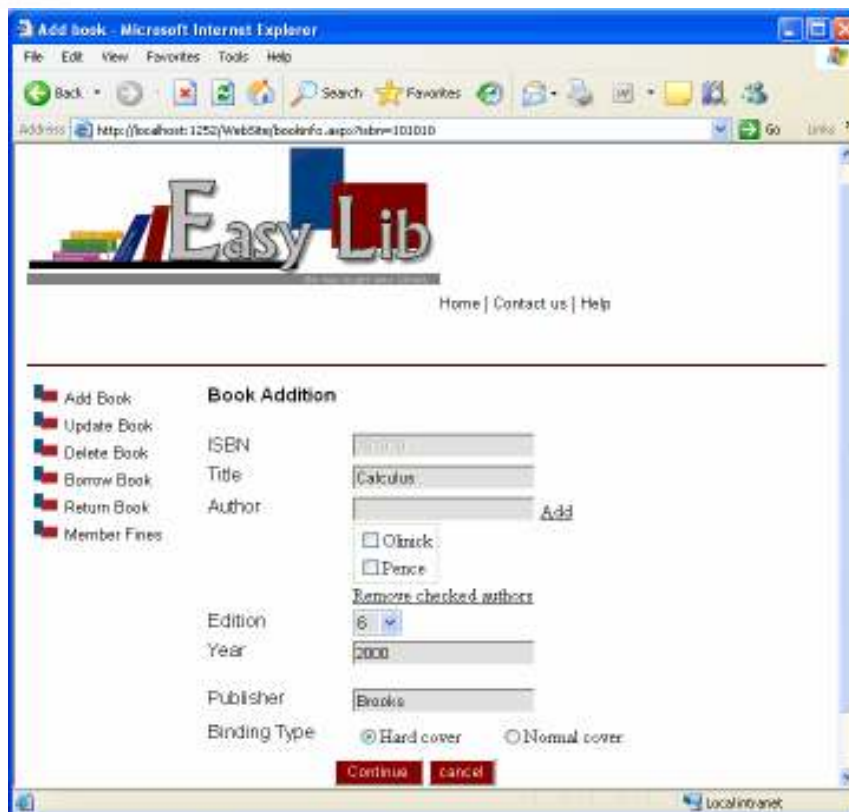 Add book - Microsoft Internet Explorer
File Edit View Favorites Tools Help
Back Search Favorites
Address http://localhost:1252/WebSite/bookinfo.aspx?isbn=101010 Go Links
Easy Lib
Home | Contact us | Help
Add Book
Update Book
Delete Book
Borrow Book
Return Book
Member Fines
Book Addition
ISBN
Title Calculus
Author Add
Olinick
Pence
Remove checked authors
Edition 6
Year 2000
Publisher Brooks
Binding Type Hard cover Normal cover
Continue cancel
Local intranet